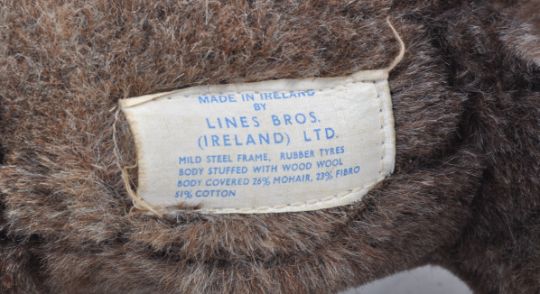 MADE IN IRELAND
BY
LINES BROS.
(IRELAND) LTD.
MILD STEEL FRAME, RUBBER TYRES
BODY STUFFED WITH WOOD WOOL
BODY COVERED 26% MOHAIR, 23% FIBRO
51% COTTON